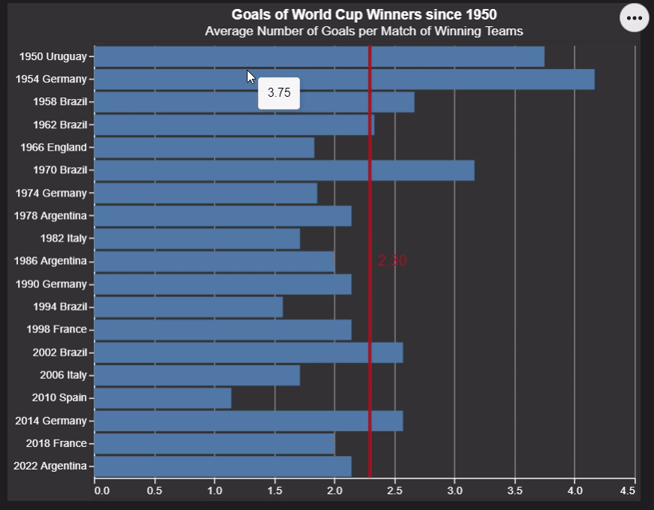 Goals of World Cup Winners since 1950
Average Number of Goals per Match of Winning Teams
1950 Uruguay
1954 Germany
3.75
1958 Brazil
1962 Brazil
1966 England
1970 Brazil
1974 Germany
1978 Argentina
1982 Italy
1986 Argentina
2.30
1990 Germany
1994 Brazil
1998 France
2002 Brazil
2006 Italy
2010 Spain
2014 Germany
2018 France
2022 Argentina
0.0 0.5 1.0 1.5 2.0 2.5 3.0 3.5 4.0 4.5